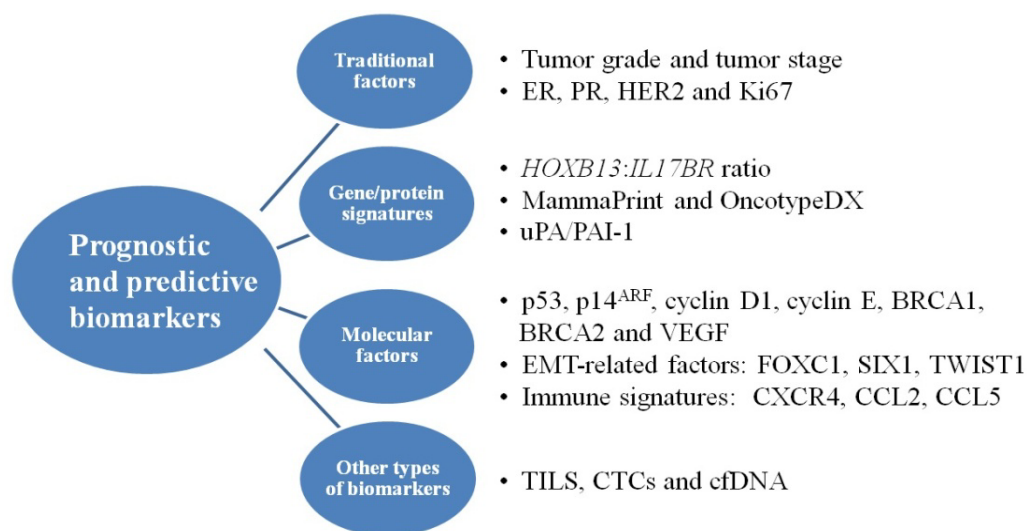 Prognostic
and predictive
biomarkers
Traditional
factors
• Tumor grade and tumor stage
• ER, PR, HER2 and Ki67
Gene/protein
signatures
• HOXB13:IL17BR ratio
• MammaPrint and OncotypeDX
• uPA/PAI-1
Molecular
factors
• p53, p14ᴬᴿᶠ, cyclin D1, cyclin E, BRCA1,
BRCA2 and VEGF
• EMT-related factors: FOXC1, SIX1, TWIST1
• Immune signatures: CXCR4, CCL2, CCL5
Other types
of biomarkers
• TILS, CTCs and cfDNA